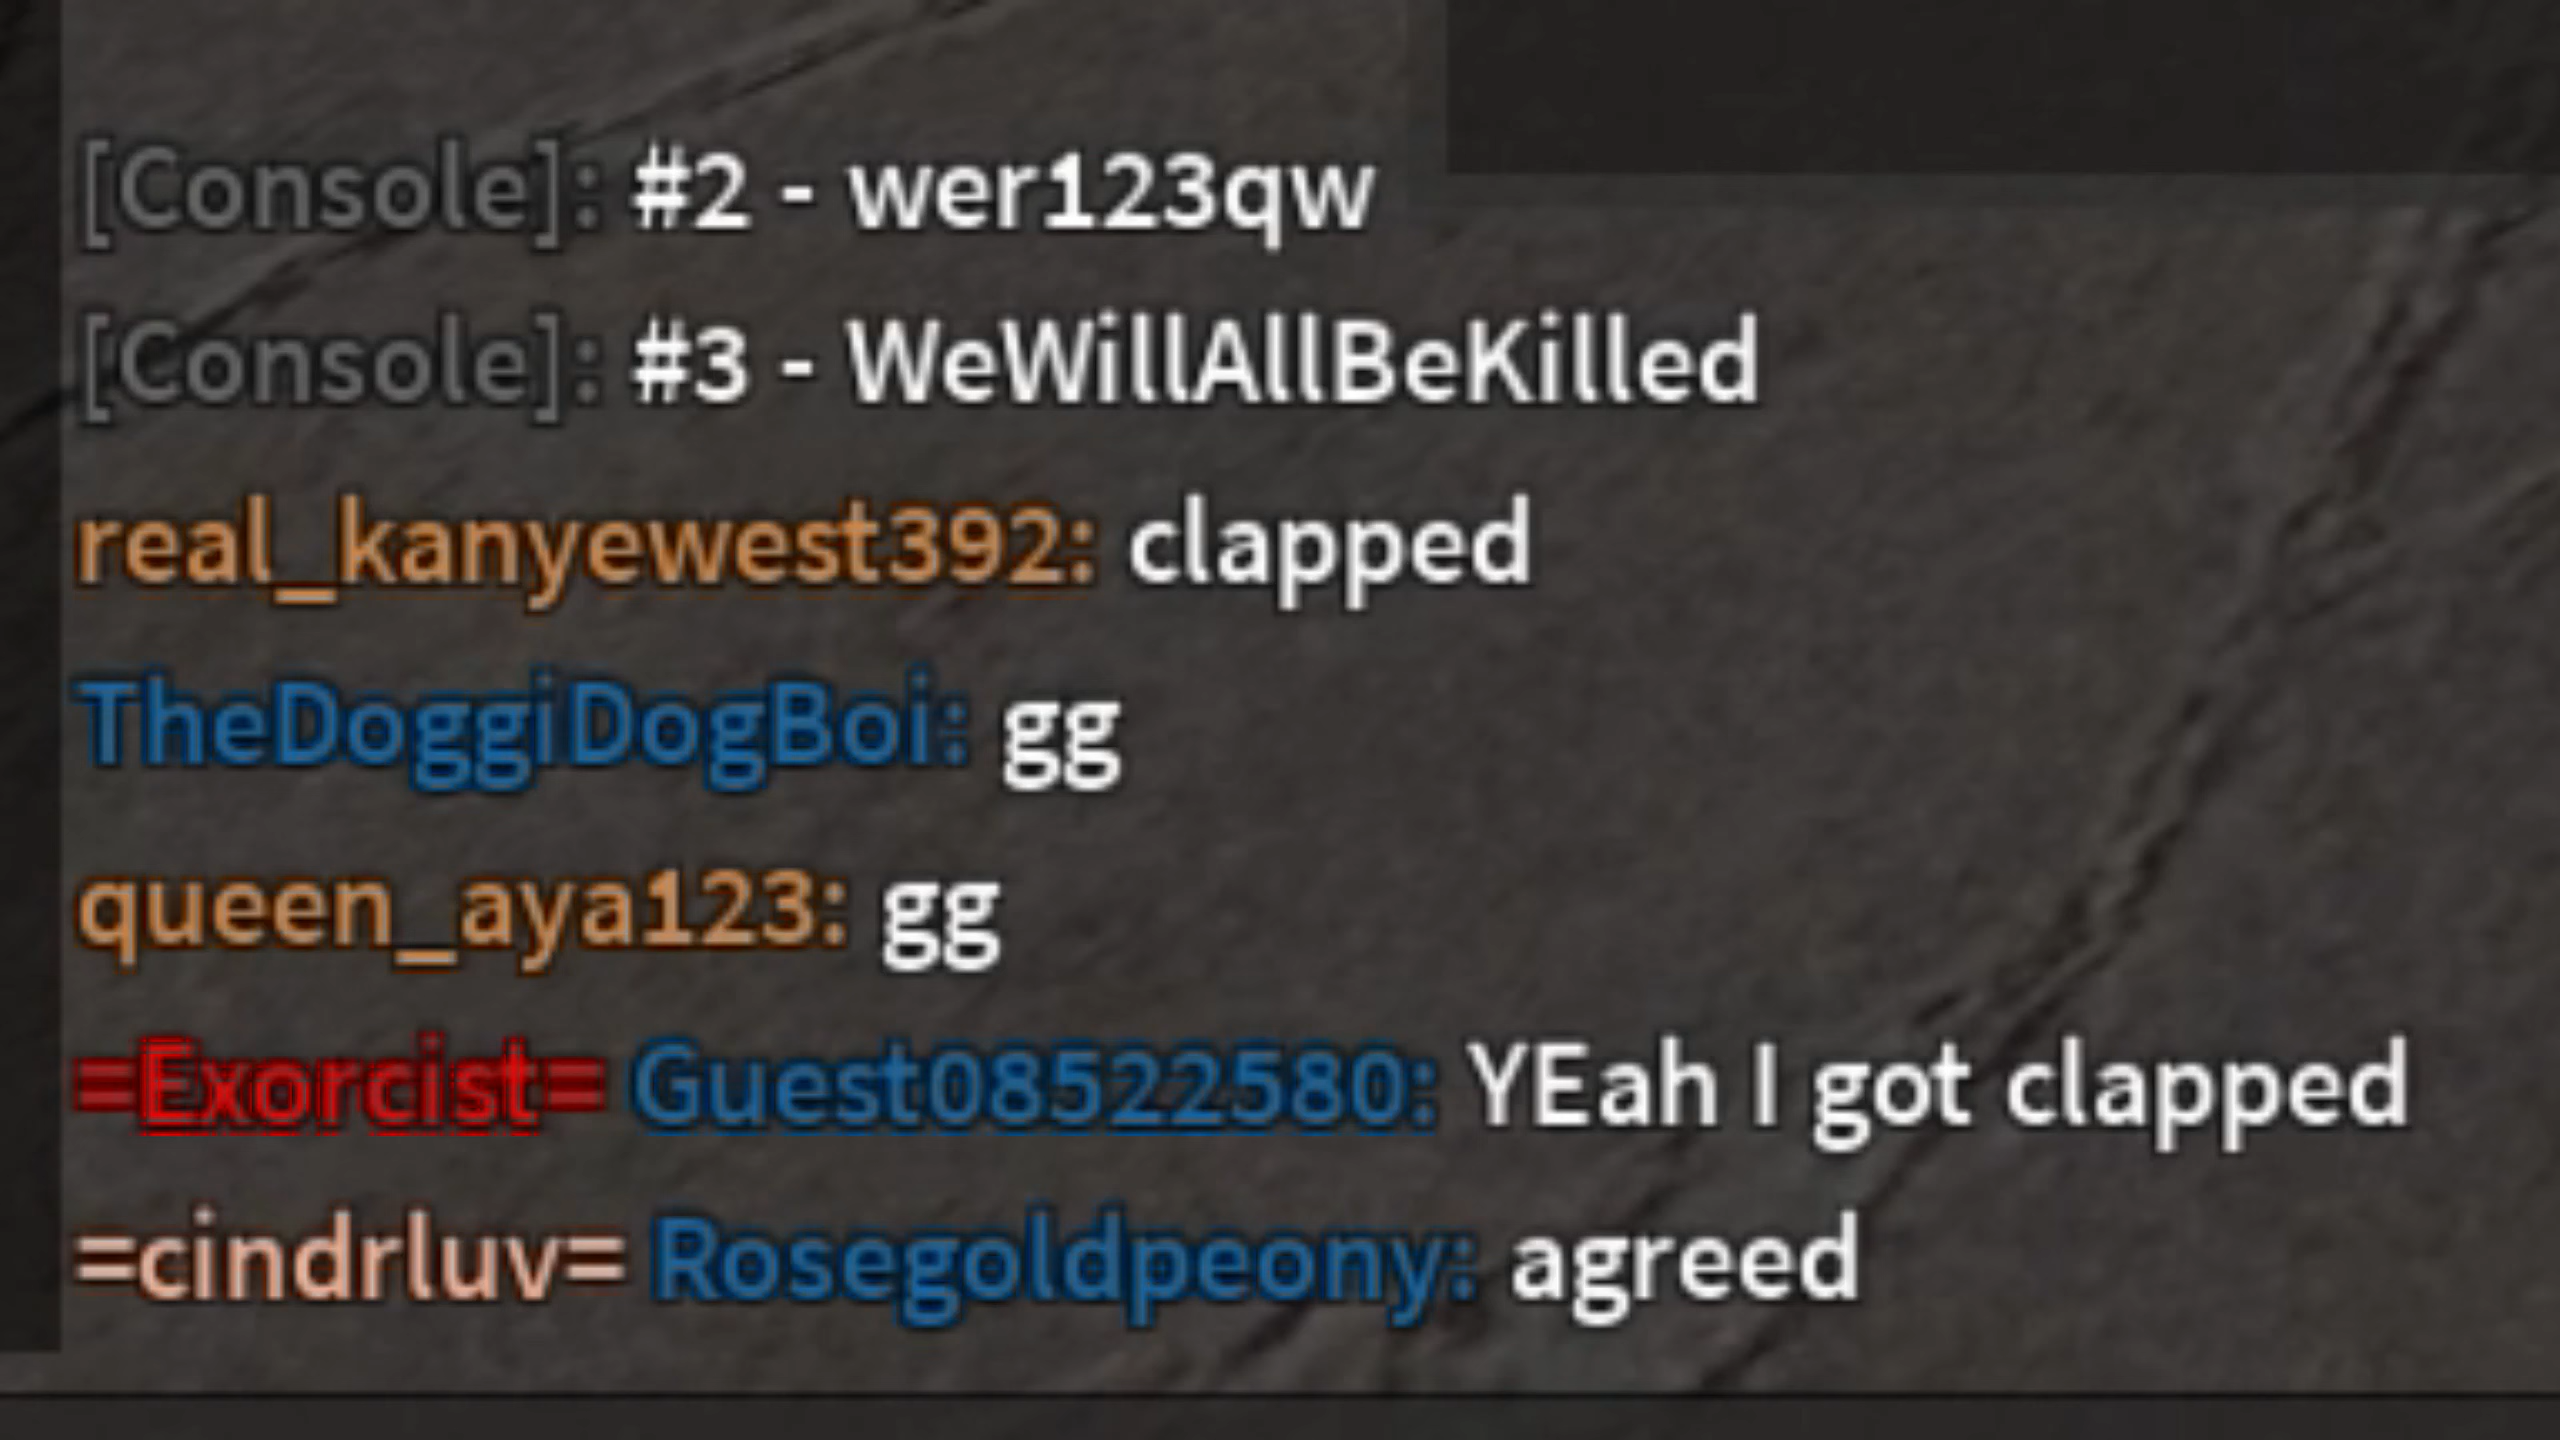 [Console]: #2 - wer123qw
[Console]: #3 - WeWillAllBeKilled
real_kanyewest392: clapped
TheDoggiDogBoi: gg
queen_aya123: gg
=Exorcist= Guest08522580: YEah I got clapped
=cindrluv= Rosegoldpeony: agreed